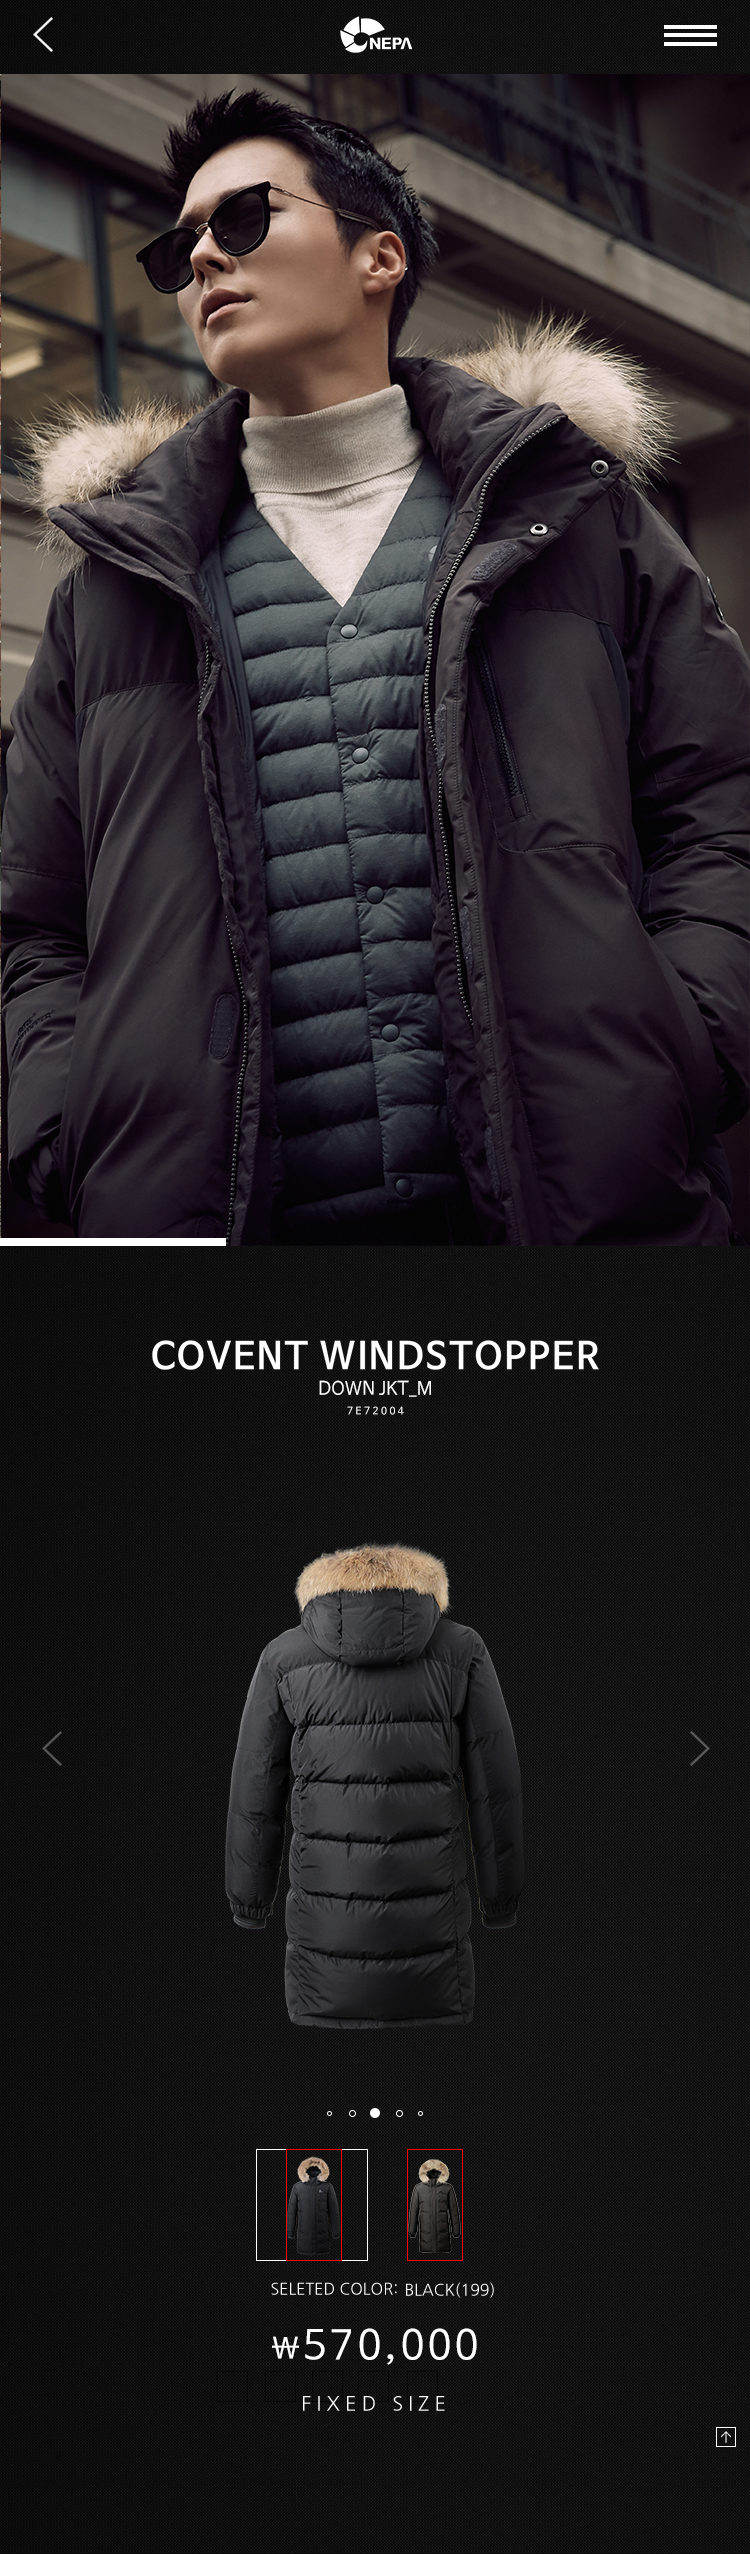 NEPA
COVENT WINDSTOPPER
DOWN JKT_M
7E72004
SELETED COLOR: BLACK(199)
₩570,000
FIXED SIZE